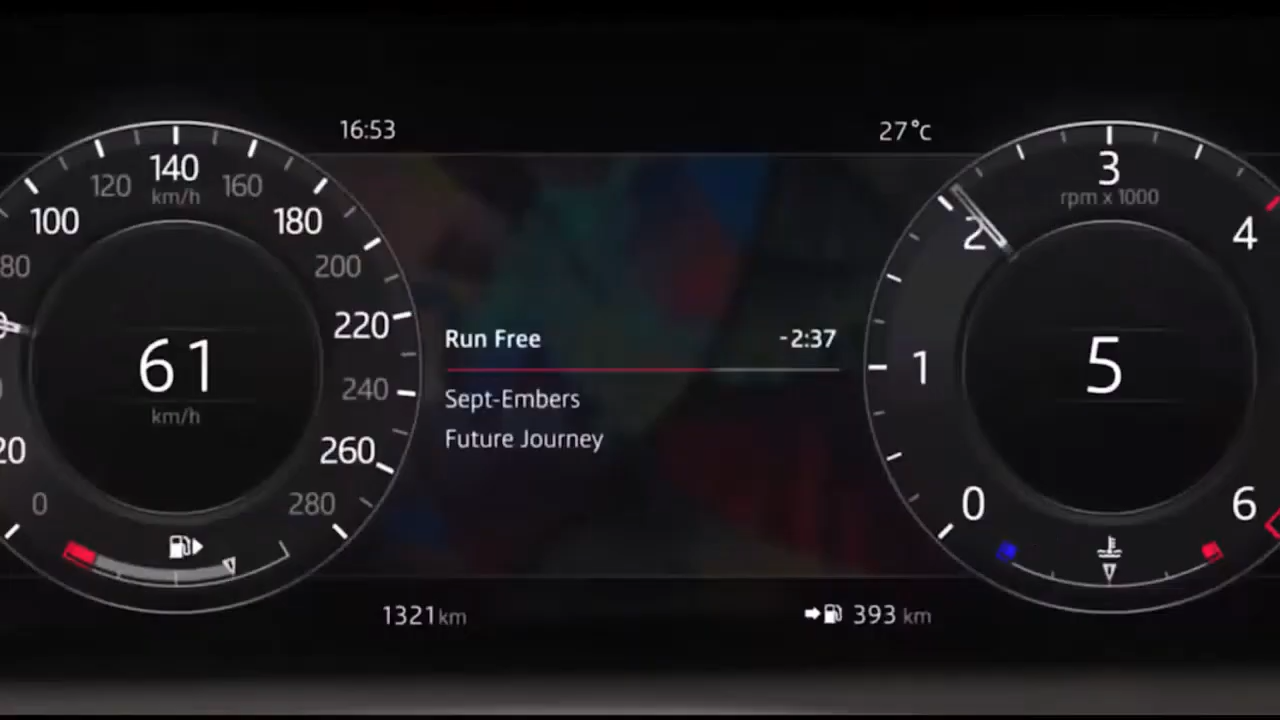 16:53
27°c
140
km/h
120
160
100
180
80
200
220
61
km/h
240
20
260
0
280
Run Free
-2:37
Sept-Embers
Future Journey
3
rpm x 1000
2
4
1
5
0
6
1321 km
393 km